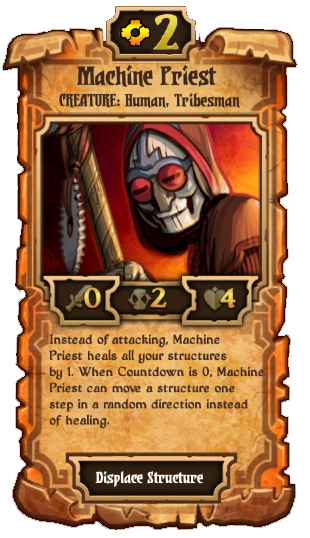 2
Machine Priest
CREATURE: Human, Tribesman
0 2 4
Instead of attacking, Machine
Priest heals all your structures
by 1. When Countdown is 0, Machine
Priest can move a structure one
step in a random direction instead
of healing.
Displace Structure